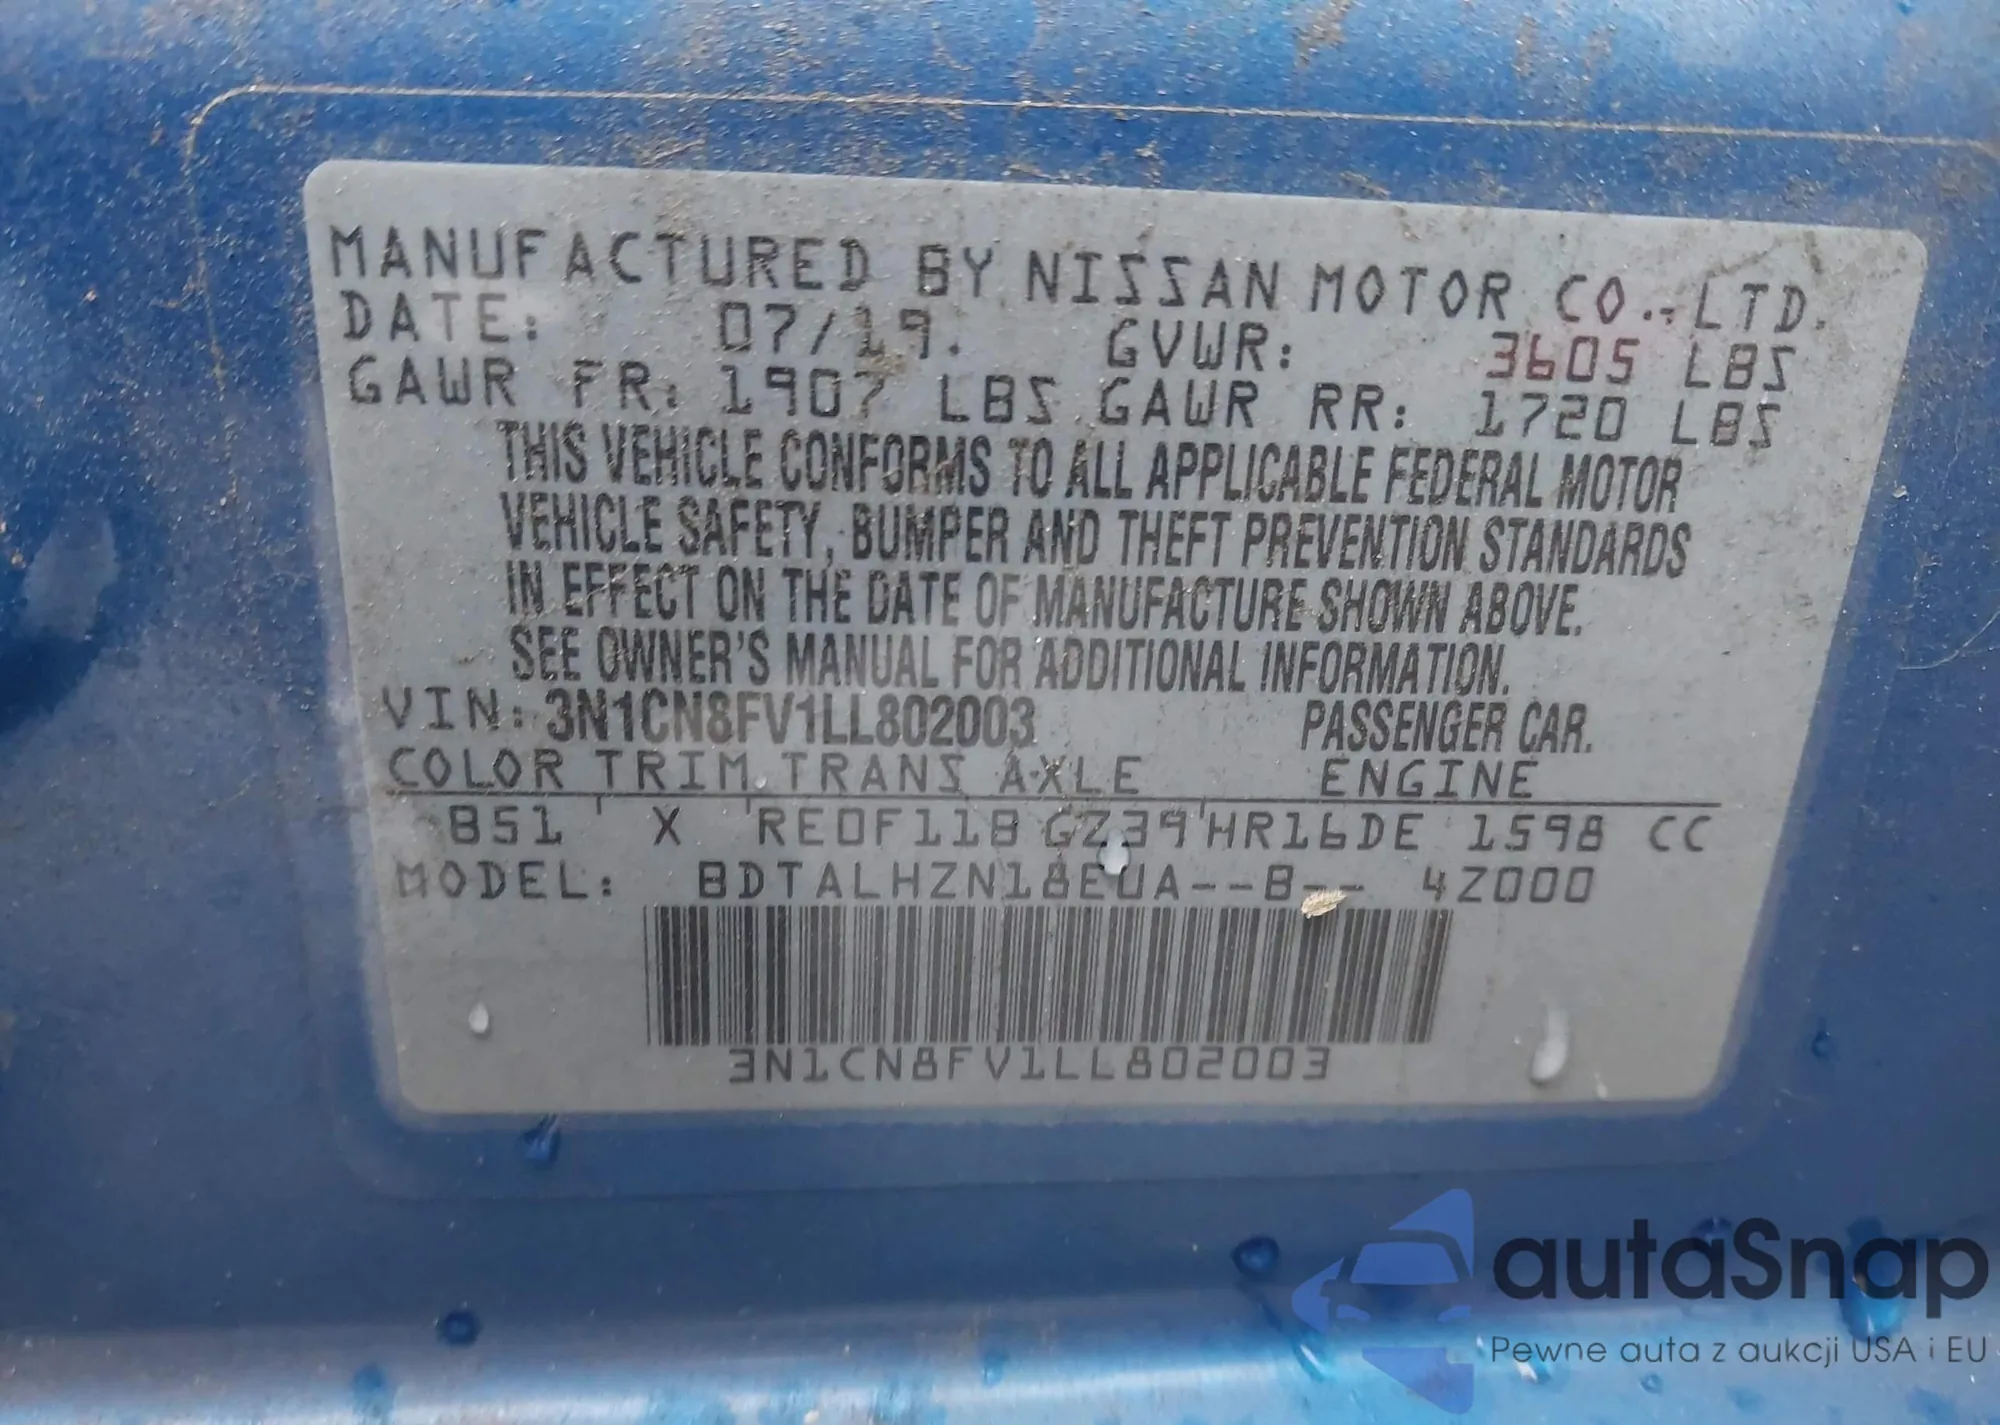 MANUFACTURED BY NISSAN MOTOR CO., LTD.
DATE: 07/19. GVWR: 3605 LBS
GAWR FR: 1907 LBS GAWR RR: 1720 LBS
THIS VEHICLE CONFORMS TO ALL APPLICABLE FEDERAL MOTOR
VEHICLE SAFETY, BUMPER AND THEFT PREVENTION STANDARDS
IN EFFECT ON THE DATE OF MANUFACTURE SHOWN ABOVE.
SEE OWNER'S MANUAL FOR ADDITIONAL INFORMATION.
VIN: 3N1CN8FV1LL802003 PASSENGER CAR.
COLOR TRIM TRANS AXLE ENGINE
B51 X RE0F11B GZ39 HR16DE 1598 CC
MODEL: BDTALHZN18EUA--B-- 4Z000
3N1CN8FV1LL802003
autaSnap
Pewne auta z aukcji USA i EU